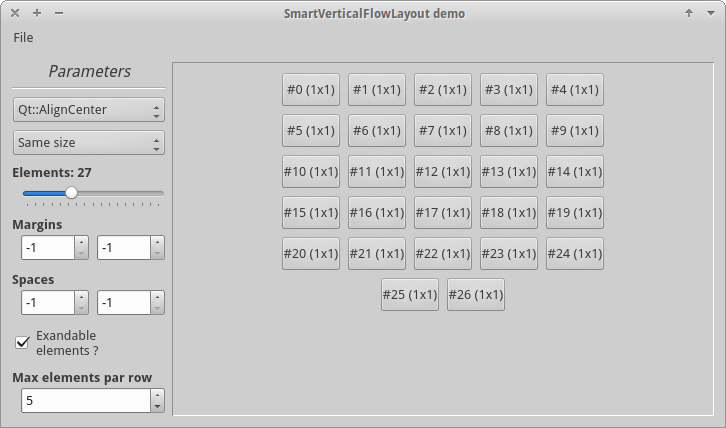 SmartVerticalFlowLayout demo
File
Parameters
Qt::AlignCenter
Same size
Elements: 27
Margins
-1 -1
Spaces
-1 -1
Exandable
elements ?
Max elements par row
5
#0 (1x1) #1 (1x1) #2 (1x1) #3 (1x1) #4 (1x1)
#5 (1x1) #6 (1x1) #7 (1x1) #8 (1x1) #9 (1x1)
#10 (1x1) #11 (1x1) #12 (1x1) #13 (1x1) #14 (1x1)
#15 (1x1) #16 (1x1) #17 (1x1) #18 (1x1) #19 (1x1)
#20 (1x1) #21 (1x1) #22 (1x1) #23 (1x1) #24 (1x1)
#25 (1x1) #26 (1x1)